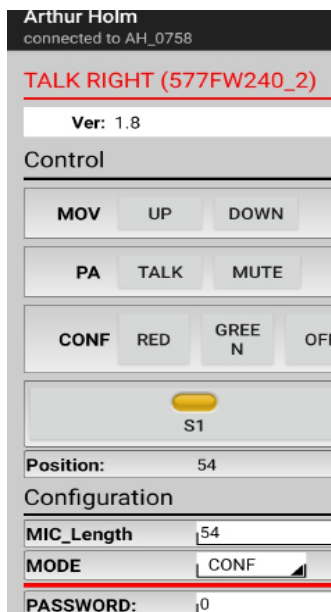 Arthur Holm
connected to AH_0758
TALK RIGHT (577FW240_2)
Ver: 1.8
Control
MOV UP DOWN
PA TALK MUTE
CONF RED GREE
N OFF
S1
Position: 54
Configuration
MIC_Length 54
MODE CONF
PASSWORD: 0